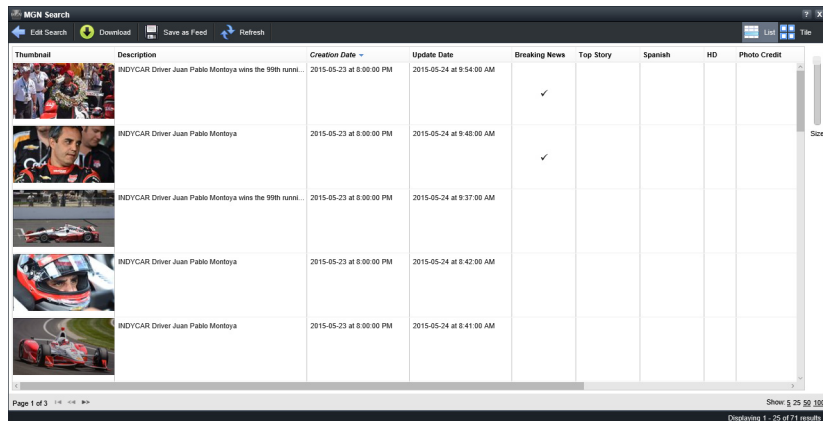 MGN Search ? X
Edit Search Download Save as Feed Refresh List Tile
Thumbnail Description Creation Date Update Date Breaking News Top Story Spanish HD Photo Credit
INDYCAR Driver Juan Pablo Montoya wins the 99th runni... 2015-05-23 at 8:00:00 PM 2015-05-24 at 9:54:00 AM
Size
INDYCAR Driver Juan Pablo Montoya 2015-05-23 at 8:00:00 PM 2015-05-24 at 9:48:00 AM
INDYCAR Driver Juan Pablo Montoya wins the 99th runni... 2015-05-23 at 8:00:00 PM 2015-05-24 at 9:37:00 AM
INDYCAR Driver Juan Pablo Montoya 2015-05-23 at 8:00:00 PM 2015-05-24 at 8:42:00 AM
INDYCAR Driver Juan Pablo Montoya 2015-05-23 at 8:00:00 PM 2015-05-24 at 8:41:00 AM
Page 1 of 3 Show: 5 25 50 100
Displaying 1 - 25 of 71 results